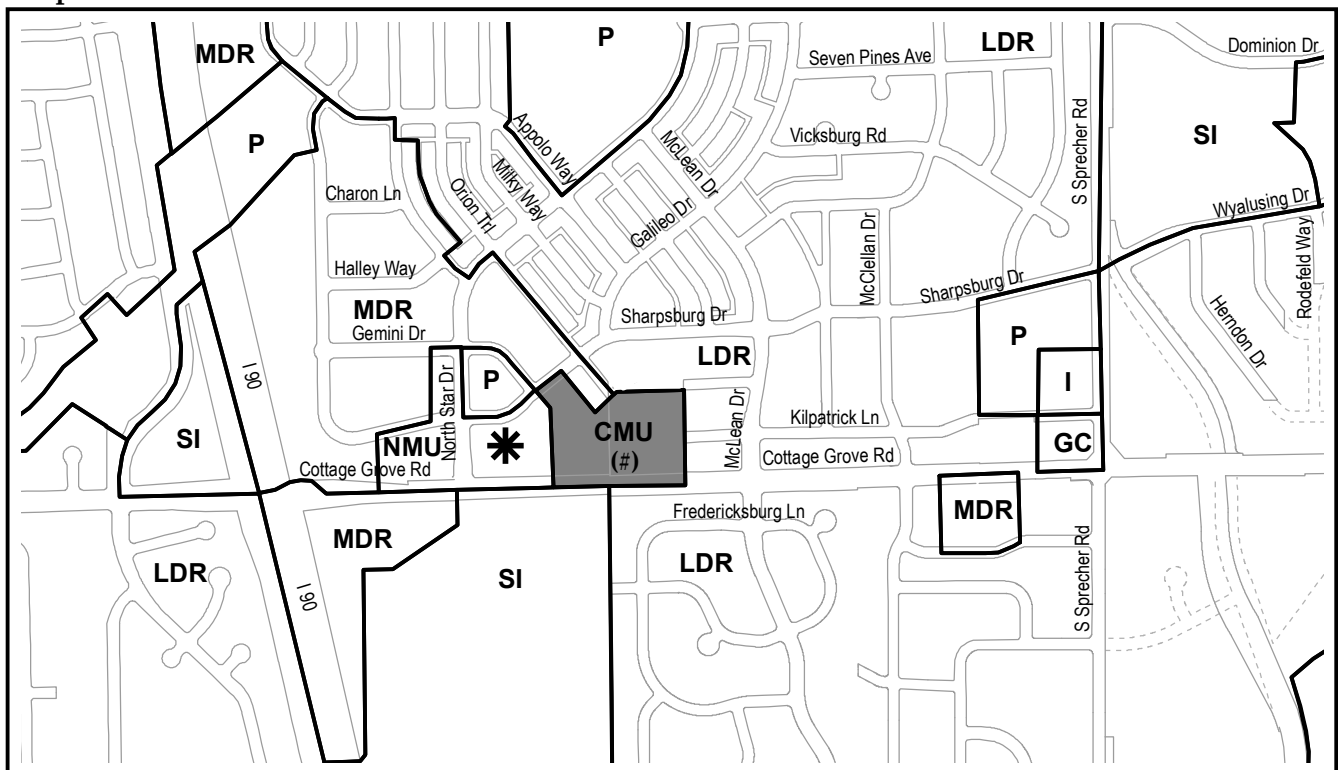 MDR
P
LDR
Seven Pines Ave
Dominion Dr
S Sprecher Rd
P
Appolo Way
McLean Dr
Vicksburg Rd
SI
Charon Ln
Orion Trl
Milky Way
Galileo Dr
McClellan Dr
Wyalusing Dr
Rodefeld Way
Halley Way
MDR
Gemini Dr
Sharpsburg Dr
Sharpsburg Dr
Herndon Dr
I 90
North Star Dr
P
LDR
P
I
SI
NMU
CMU
(#)
McLean Dr
Kilpatrick Ln
GC
Cottage Grove Rd
Cottage Grove Rd
MDR
Fredericksburg Ln
MDR
LDR
I 90
SI
LDR
S Sprecher Rd